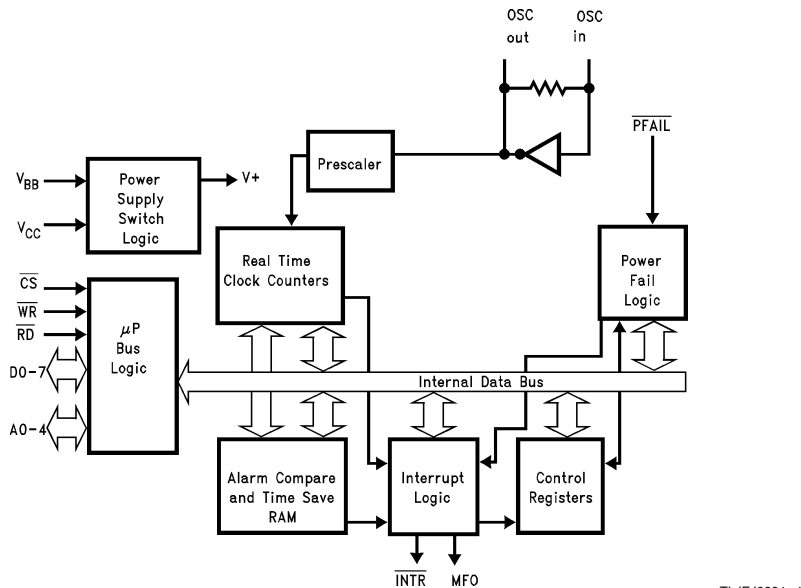 OSC OSC
out in
PFAIL
Prescaler
VBB
VCC
Power
Supply
Switch
Logic
V+
Real Time
Clock Counters
Power
Fail
Logic
CS
WR
RD
D0-7
A0-4
μP
Bus
Logic
Internal Data Bus
Alarm Compare
and Time Save
RAM
Interrupt
Logic
Control
Registers
INTR MFO